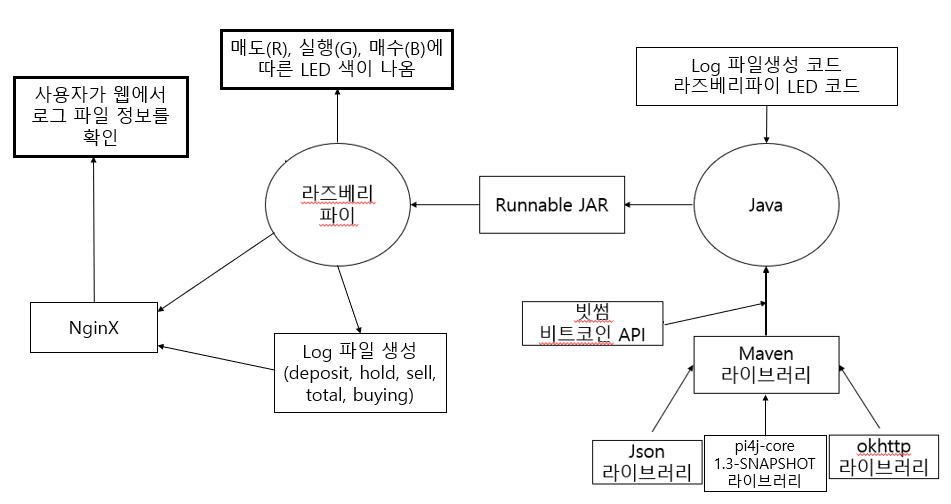 매도(R), 실행(G), 매수(B)에
따른 LED 색이 나옴
Log 파일생성 코드
라즈베리파이 LED 코드
사용자가 웹에서
로그 파일 정보를
확인
라즈베리
파이
Runnable JAR
Java
NginX
빗썸
비트코인 API
Log 파일 생성
(deposit, hold, sell,
total, buying)
Maven
라이브러리
Json
라이브러리
pi4j-core
1.3-SNAPSHOT
라이브러리
okhttp
라이브러리